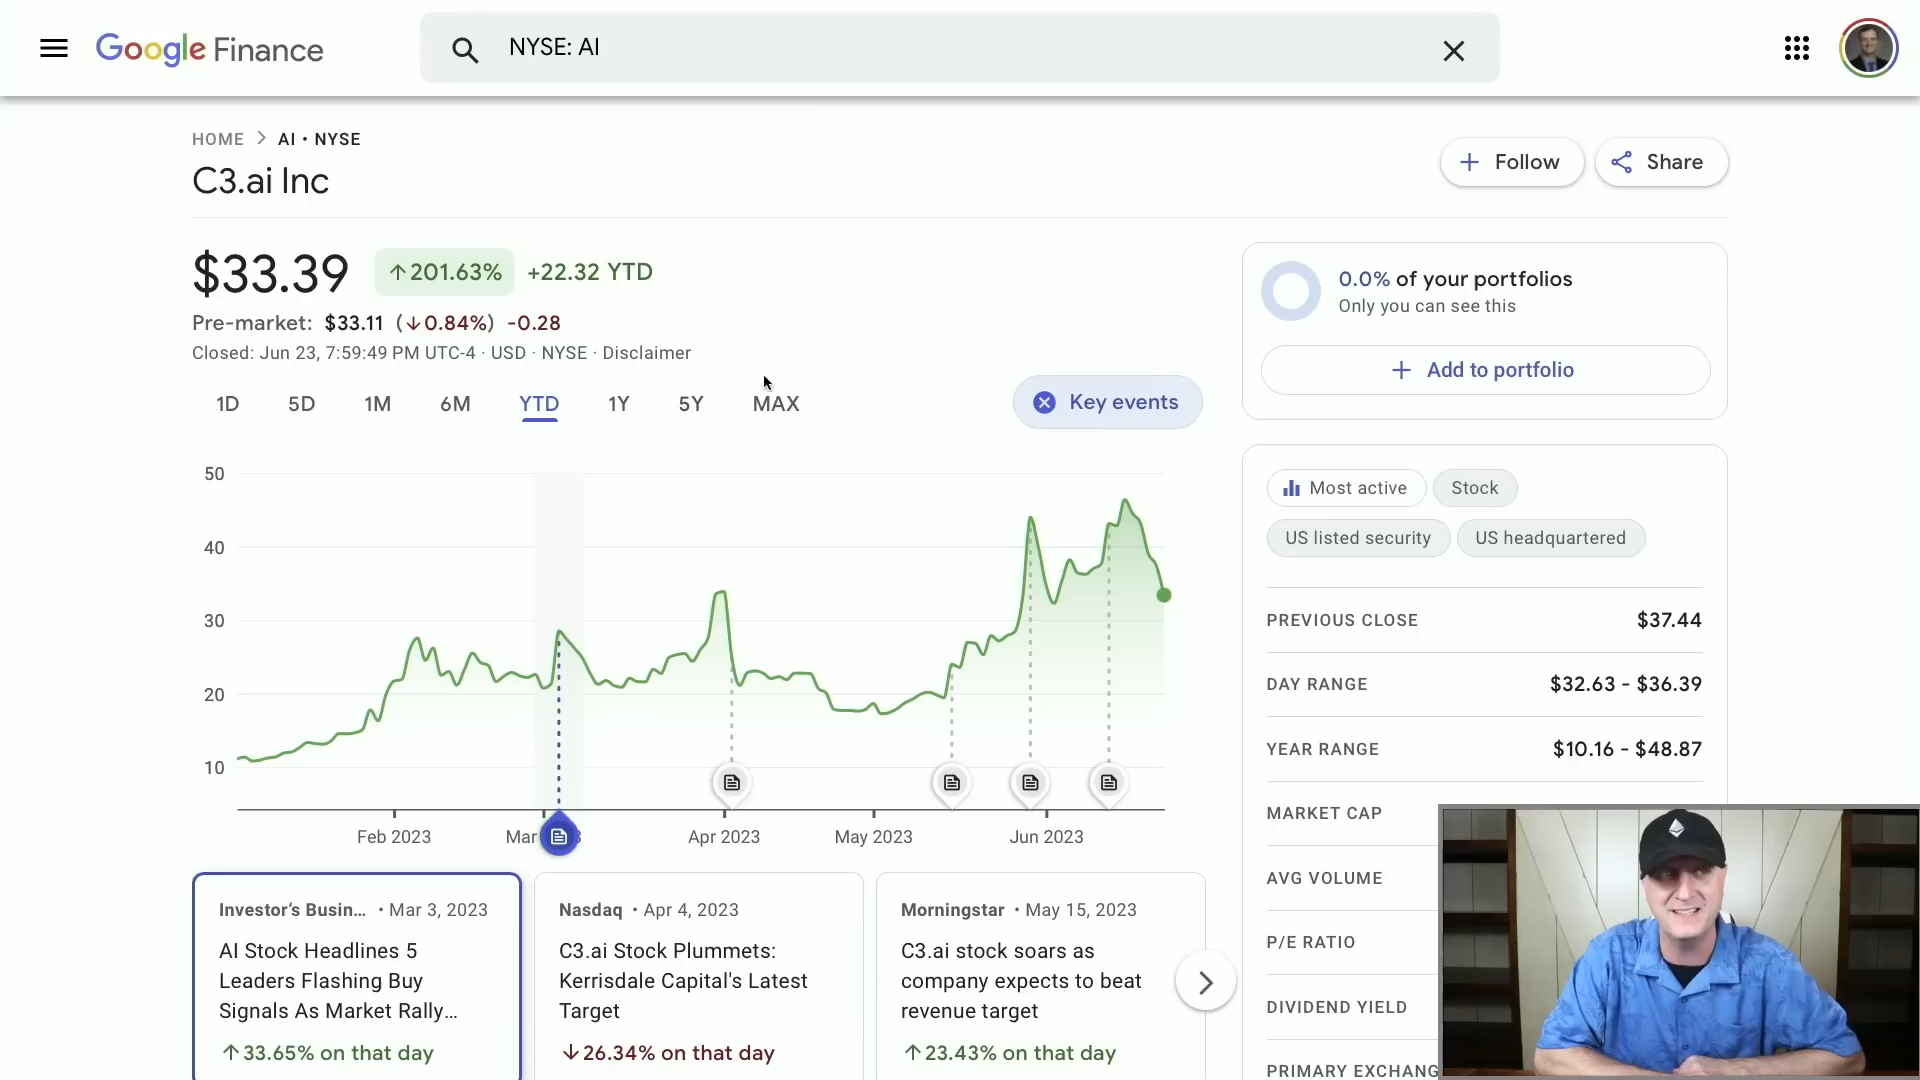 Google Finance
NYSE: AI
HOME > AI • NYSE
C3.ai Inc
Follow
Share
$33.39 ↑201.63% +22.32 YTD
Pre-market: $33.11 (↓0.84%) -0.28
Closed: Jun 23, 7:59:49 PM UTC-4 · USD · NYSE · Disclaimer
1D 5D 1M 6M YTD 1Y 5Y MAX
Key events
50
40
30
20
10
Feb 2023 Mar 3 Apr 2023 May 2023 Jun 2023
Investor's Busin... • Mar 3, 2023
AI Stock Headlines 5
Leaders Flashing Buy
Signals As Market Rally...
↑33.65% on that day
Nasdaq • Apr 4, 2023
C3.ai Stock Plummets:
Kerrisdale Capital's Latest
Target
↓26.34% on that day
Morningstar • May 15, 2023
C3.ai stock soars as
company expects to beat
revenue target
↑23.43% on that day
0.0% of your portfolios
Only you can see this
+ Add to portfolio
Most active
Stock
US listed security
US headquartered
PREVIOUS CLOSE $37.44
DAY RANGE $32.63 - $36.39
YEAR RANGE $10.16 - $48.87
MARKET CAP
AVG VOLUME
P/E RATIO
DIVIDEND YIELD
PRIMARY EXCHANG